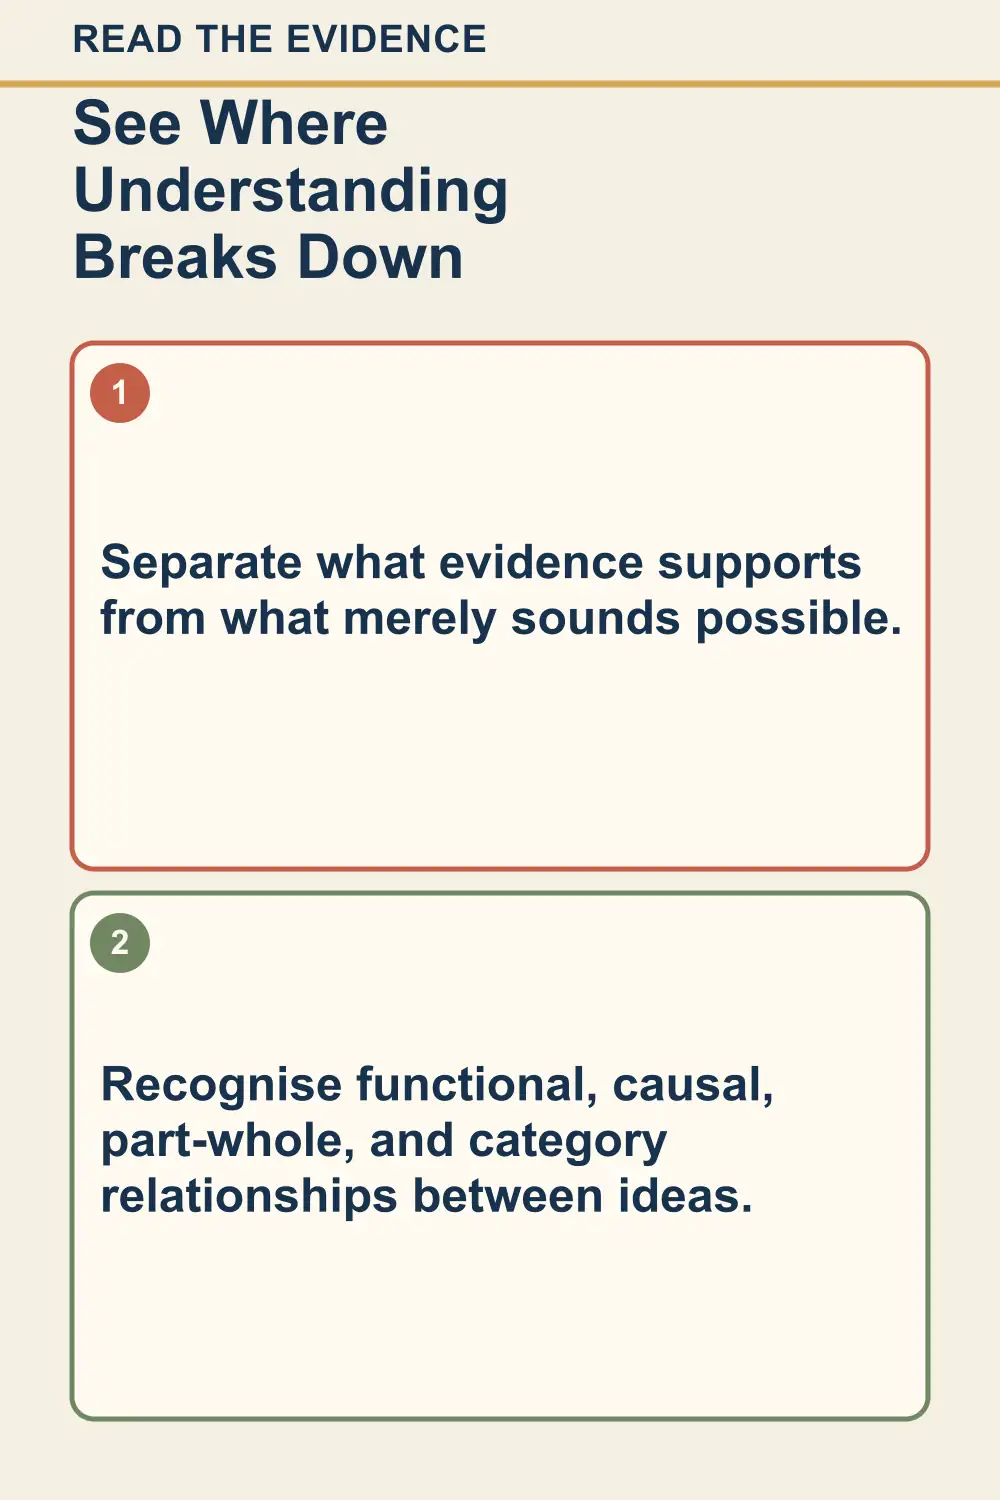 READ THE EVIDENCE
See Where
Understanding
Breaks Down
1
Separate what evidence supports
from what merely sounds possible.
2
Recognise functional, causal,
part-whole, and category
relationships between ideas.